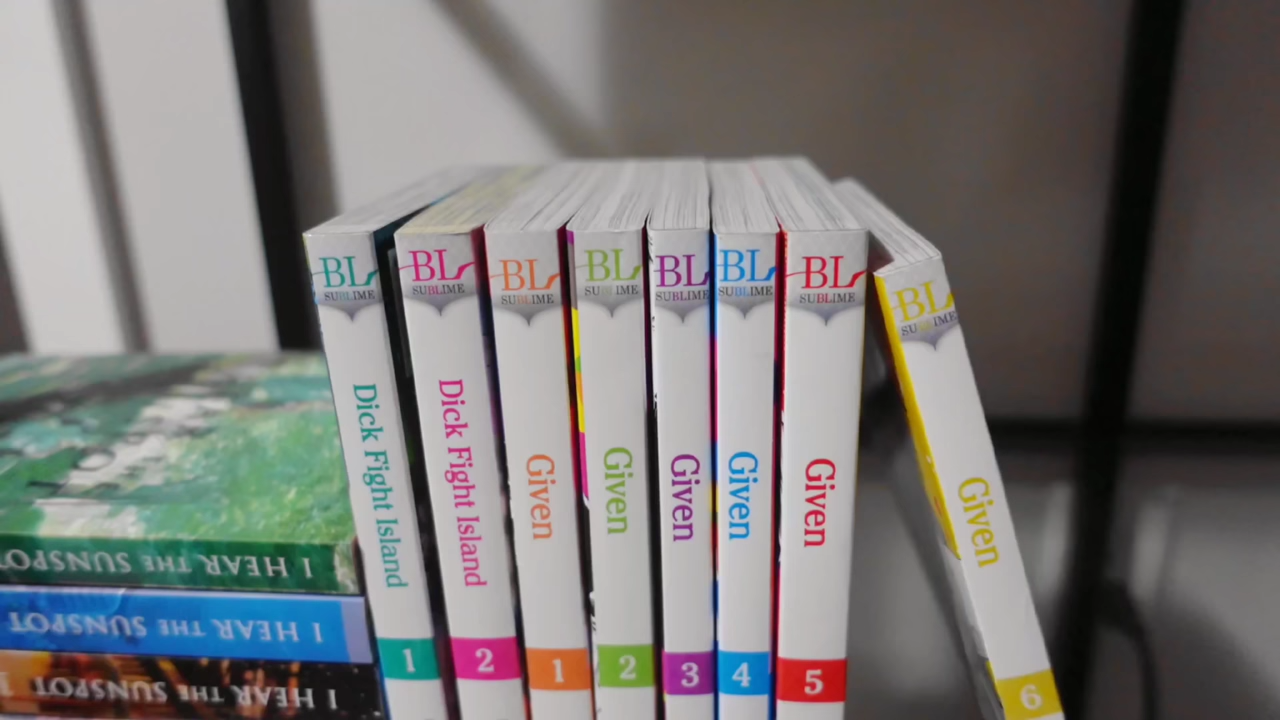 I HEAR THE SUNSPOT
I HEAR THE SUNSPOT
I HEAR THE SUNSPOT
BL
SUBLIME
Dick Fight Island
1
BL
SUBLIME
Dick Fight Island
2
BL
SUBLIME
Given
1
BL
SUBLIME
Given
2
BL
SUBLIME
Given
3
BL
SUBLIME
Given
4
BL
SUBLIME
Given
5
BL
SUBLIME
Given
6